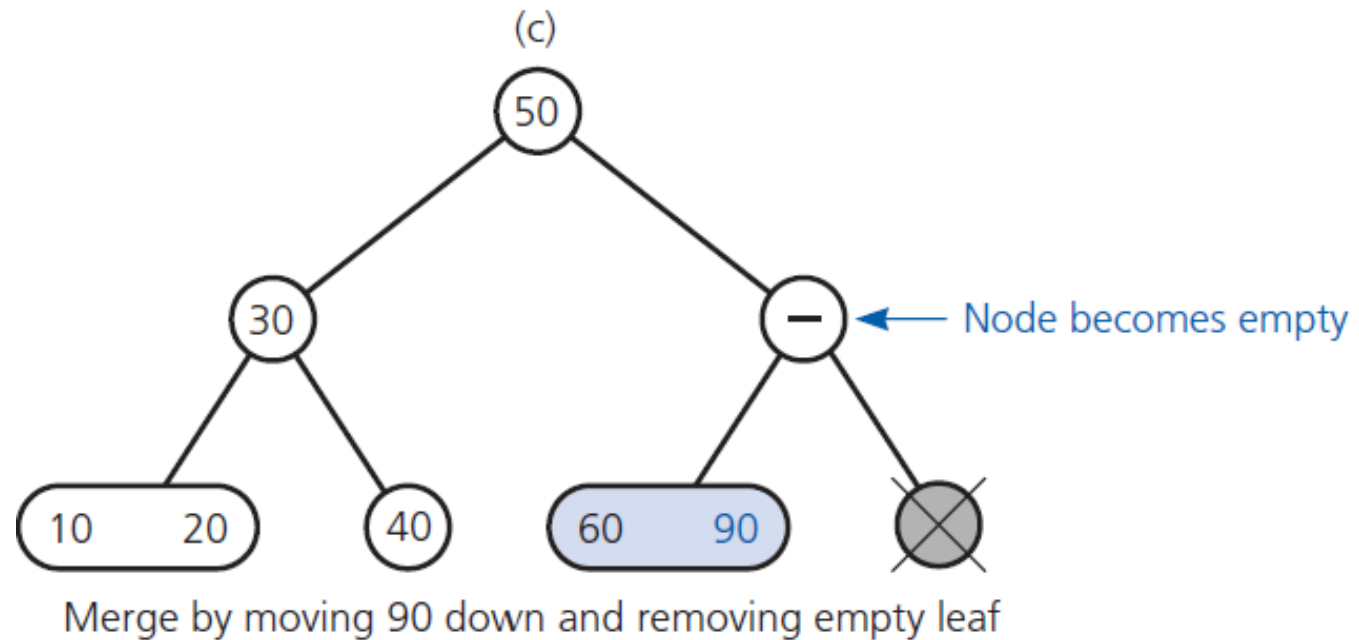 (c)
50
30
– Node becomes empty
10 20 40 60 90
Merge by moving 90 down and removing empty leaf